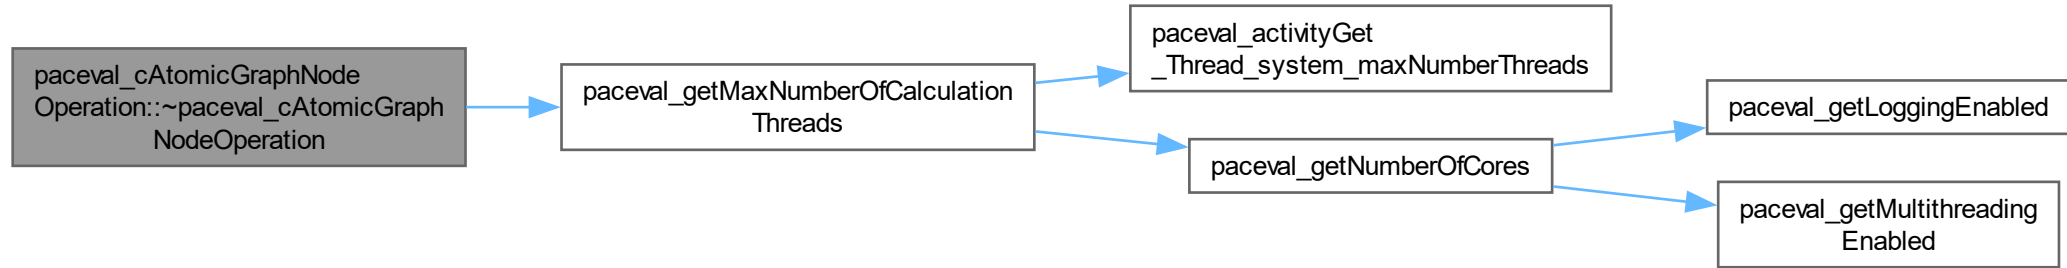 paceval_cAtomicGraphNode
Operation::~paceval_cAtomicGraph
NodeOperation
paceval_getMaxNumberOfCalculation
Threads
paceval_activityGet
_Thread_system_maxNumberThreads
paceval_getNumberOfCores
paceval_getLoggingEnabled
paceval_getMultithreading
Enabled